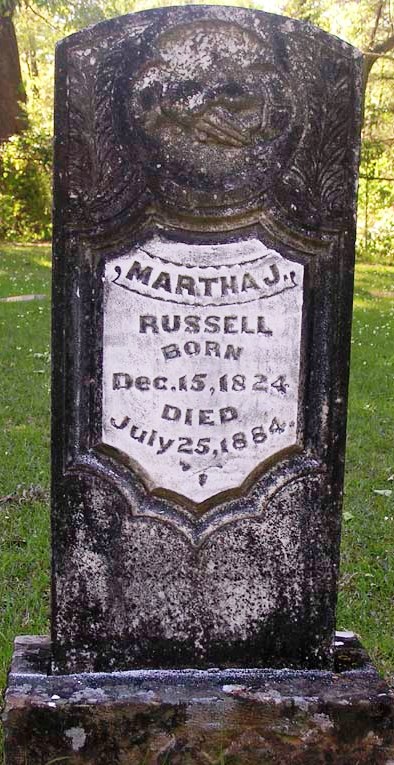 MARTHA J.
RUSSELL
BORN
Dec. 15, 1824
DIED
July 25, 1884.